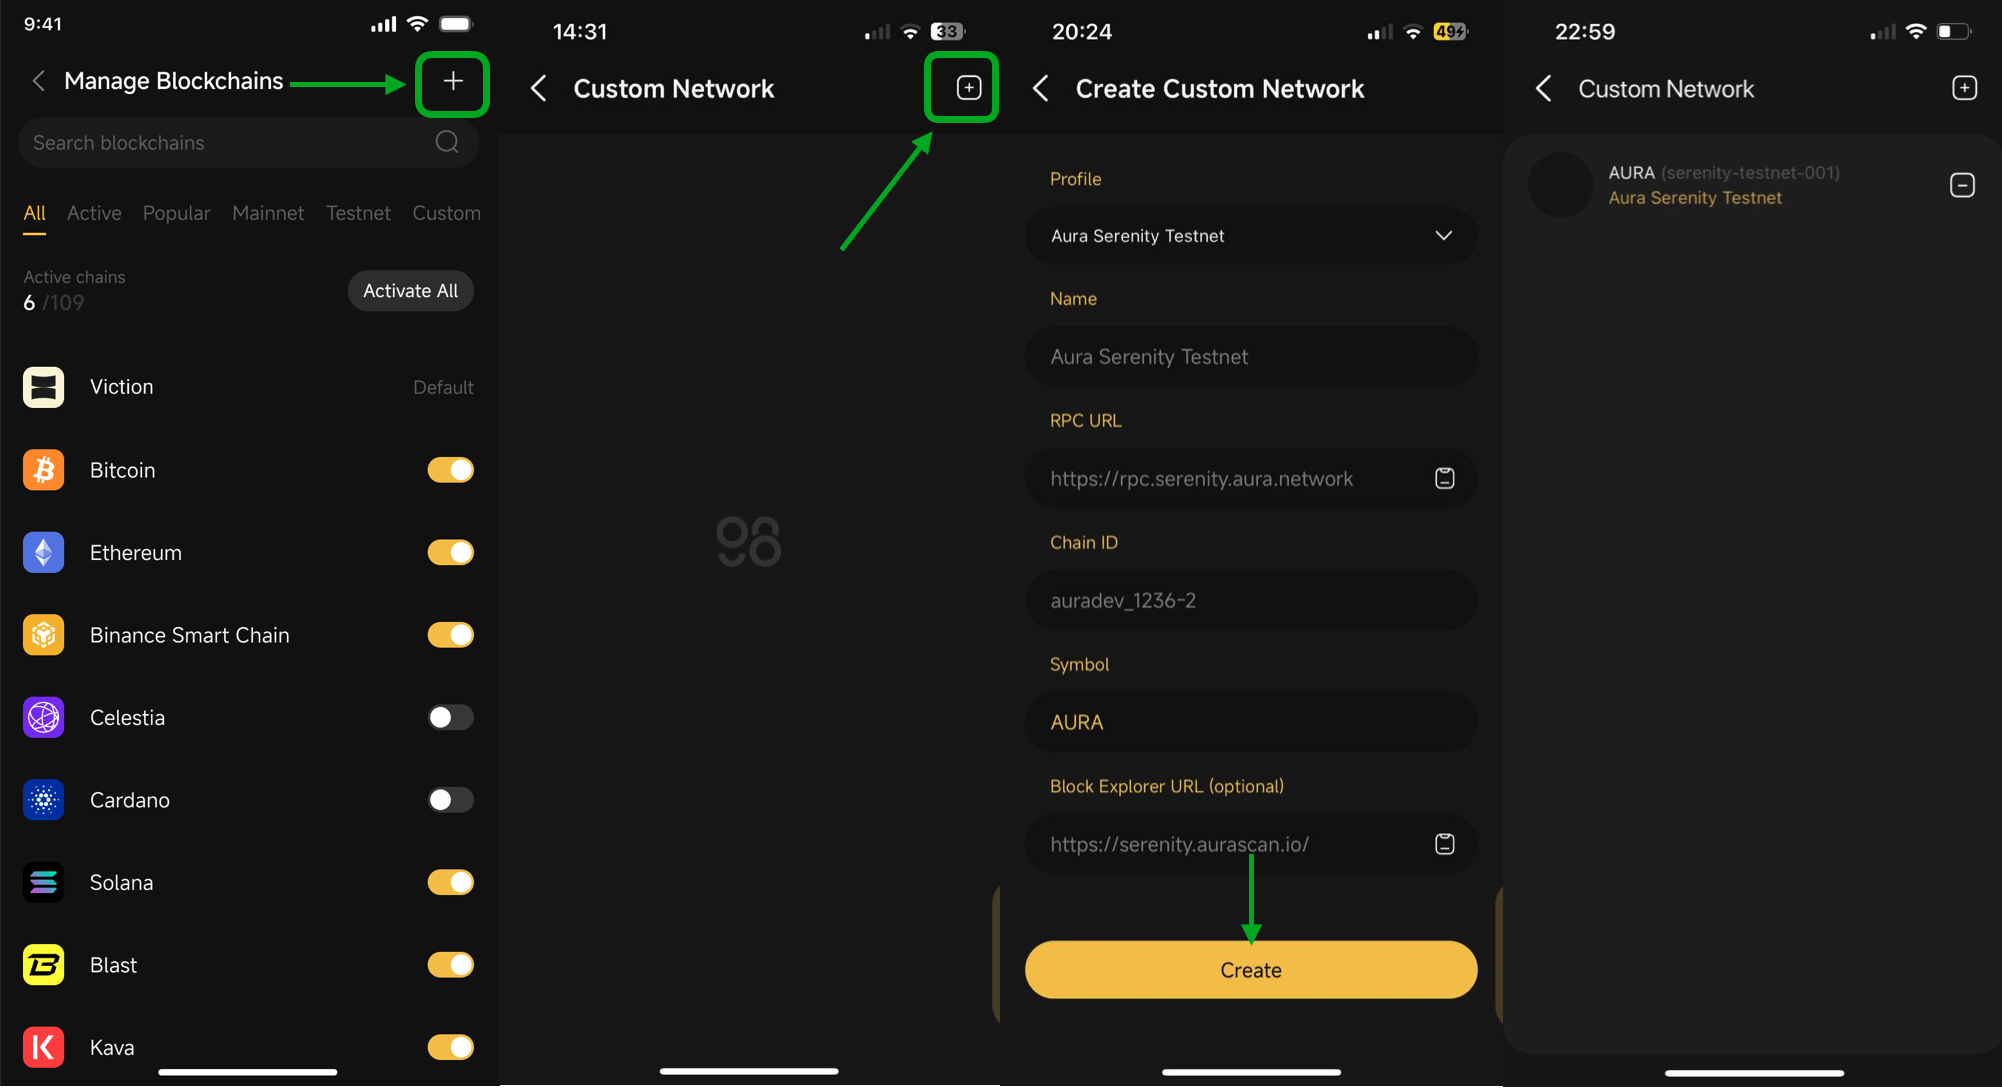 9:41
Manage Blockchains
Search blockchains
All Active Popular Mainnet Testnet Custom
Active chains
6 /109
Activate All
Viction Default
Bitcoin
Ethereum
Binance Smart Chain
Celestia
Cardano
Solana
Blast
Kava
14:31
33
Custom Network
98
20:24
49
Create Custom Network
Profile
Aura Serenity Testnet
Name
Aura Serenity Testnet
RPC URL
https://rpc.serenity.aura.network
Chain ID
auradev_1236-2
Symbol
AURA
Block Explorer URL (optional)
https://serenity.aurascan.io/
Create
22:59
Custom Network
AURA (serenity-testnet-001)
Aura Serenity Testnet